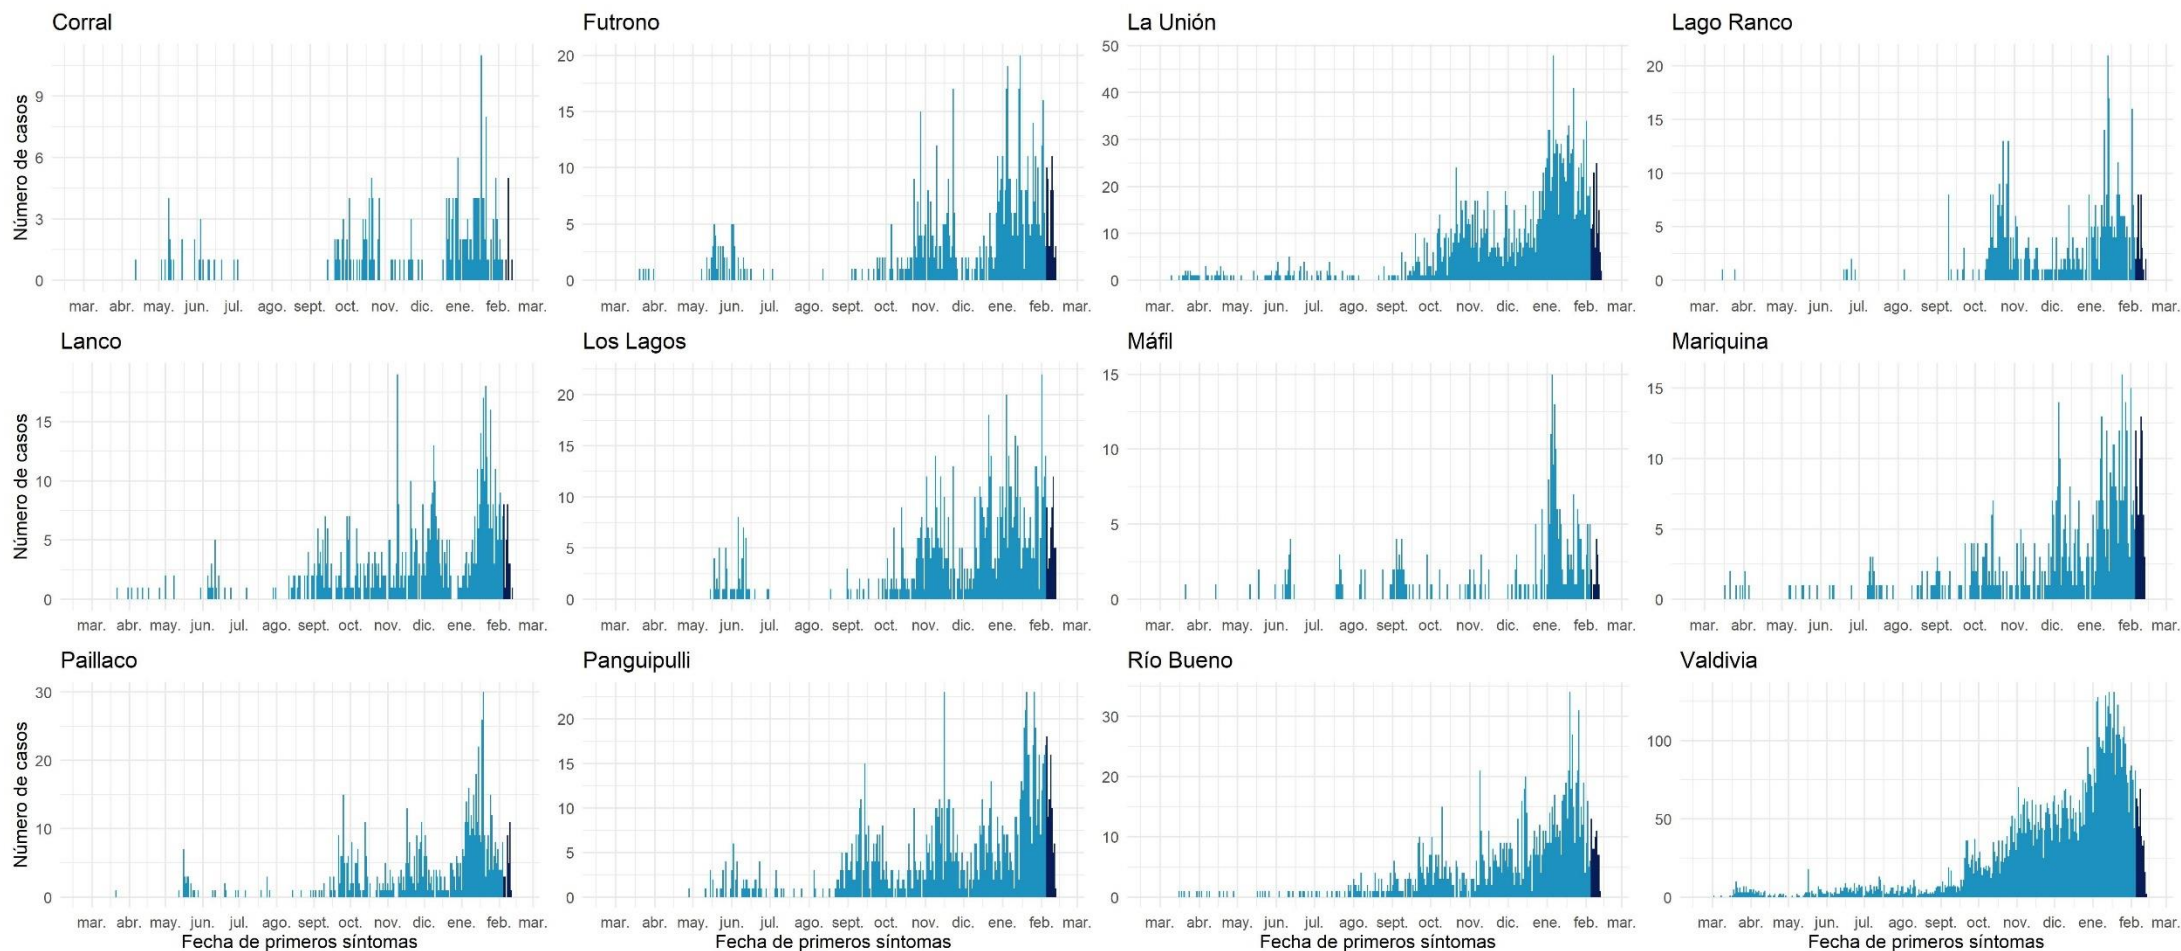 Corral
Futrono
La Unión
Lago Ranco
Número de casos
9
6
3
0
20
15
10
5
0
50
40
30
20
10
0
20
15
10
5
0
mar. abr. may. jun. jul. ago. sept. oct. nov. dic. ene. feb. mar.
mar. abr. may. jun. jul. ago. sept. oct. nov. dic. ene. feb. mar.
mar. abr. may. jun. jul. ago. sept. oct. nov. dic. ene. feb. mar.
mar. abr. may. jun. jul. ago. sept. oct. nov. dic. ene. feb. mar.
Lanco
Los Lagos
Máfil
Mariquina
Número de casos
15
10
5
0
20
15
10
5
0
15
10
5
0
15
10
5
0
mar. abr. may. jun. jul. ago. sept. oct. nov. dic. ene. feb. mar.
mar. abr. may. jun. jul. ago. sept. oct. nov. dic. ene. feb. mar.
mar. abr. may. jun. jul. ago. sept. oct. nov. dic. ene. feb. mar.
mar. abr. may. jun. jul. ago. sept. oct. nov. dic. ene. feb. mar.
Paillaco
Panguipulli
Río Bueno
Valdivia
Número de casos
30
20
10
0
20
15
10
5
0
30
20
10
0
100
50
0
mar. abr. may. jun. jul. ago. sept. oct. nov. dic. ene. feb. mar.
mar. abr. may. jun. jul. ago. sept. oct. nov. dic. ene. feb. mar.
mar. abr. may. jun. jul. ago. sept. oct. nov. dic. ene. feb. mar.
mar. abr. may. jun. jul. ago. sept. oct. nov. dic. ene. feb. mar.
Fecha de primeros síntomas
Fecha de primeros síntomas
Fecha de primeros síntomas
Fecha de primeros síntomas